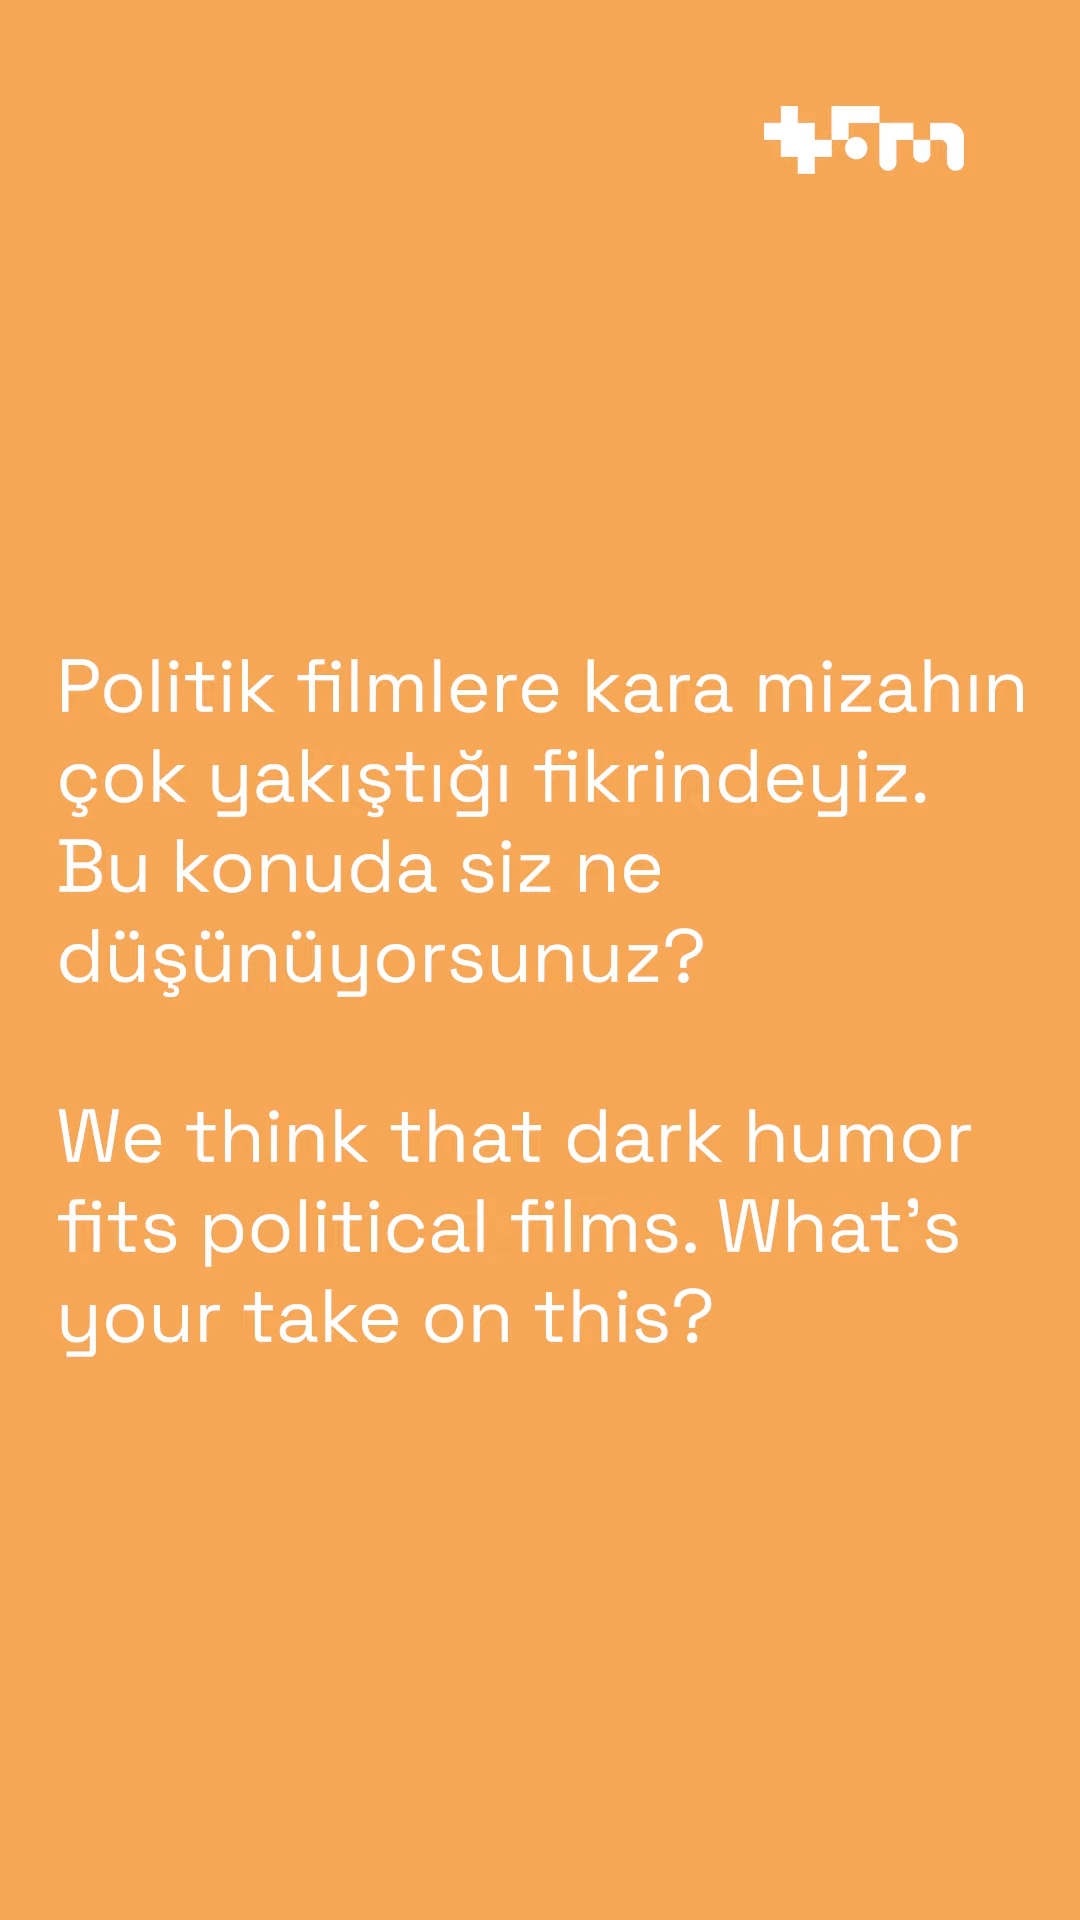 Politik filmlere kara mizahın
çok yakıştığı fikrindeyiz.
Bu konuda siz ne
düşünüyorsunuz?
We think that dark humor
fits political films. What’s
your take on this?